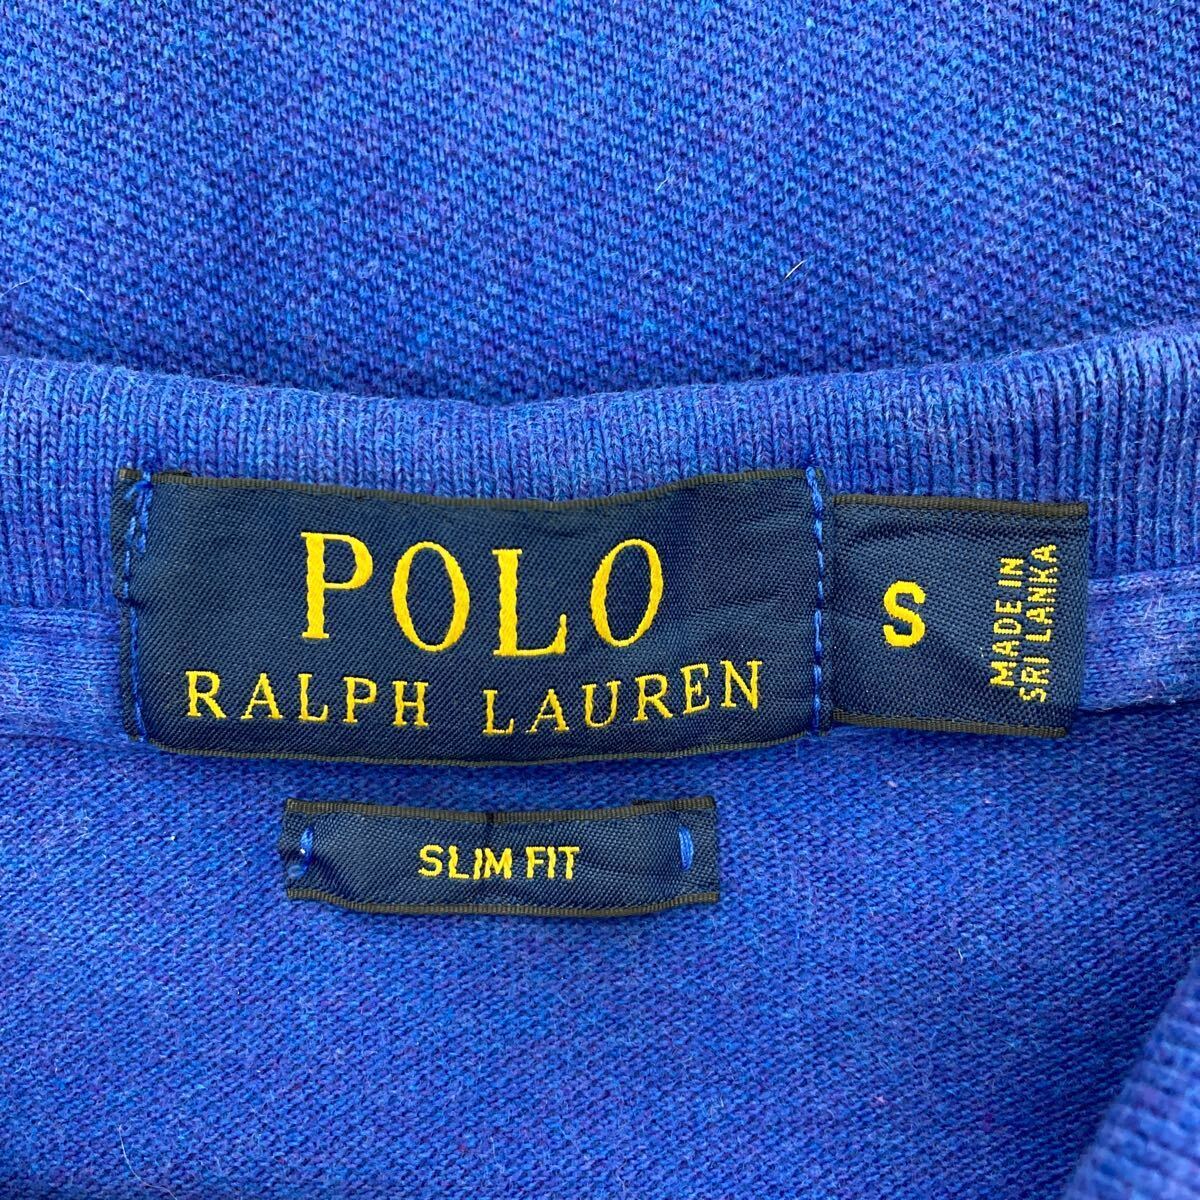 POLO
RALPH LAUREN
S
MADE IN
SRI LANKA
SLIM FIT